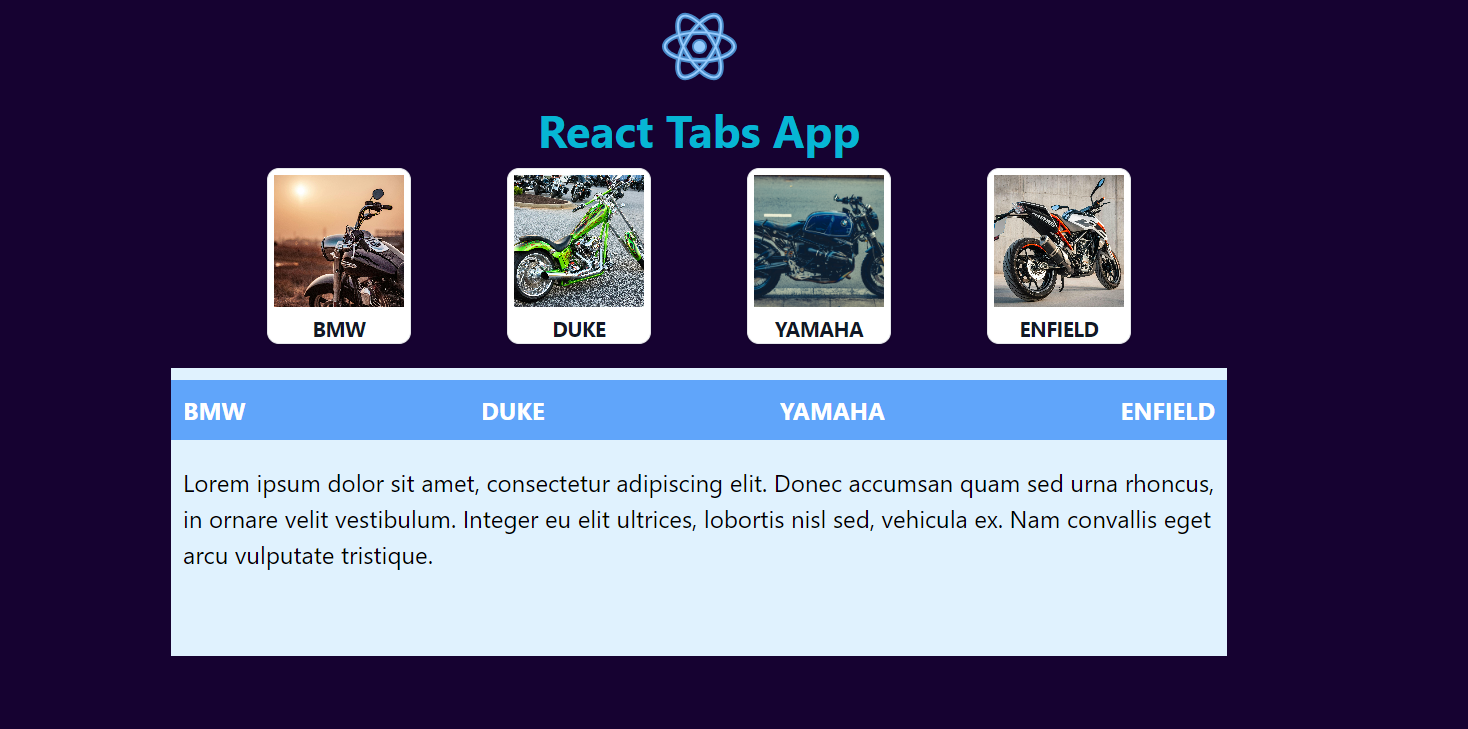 React Tabs App
BMW DUKE YAMAHA ENFIELD
BMW DUKE YAMAHA ENFIELD
Lorem ipsum dolor sit amet, consectetur adipiscing elit. Donec accumsan quam sed urna rhoncus,
in ornare velit vestibulum. Integer eu elit ultrices, lobortis nisl sed, vehicula ex. Nam convallis eget
arcu vulputate tristique.